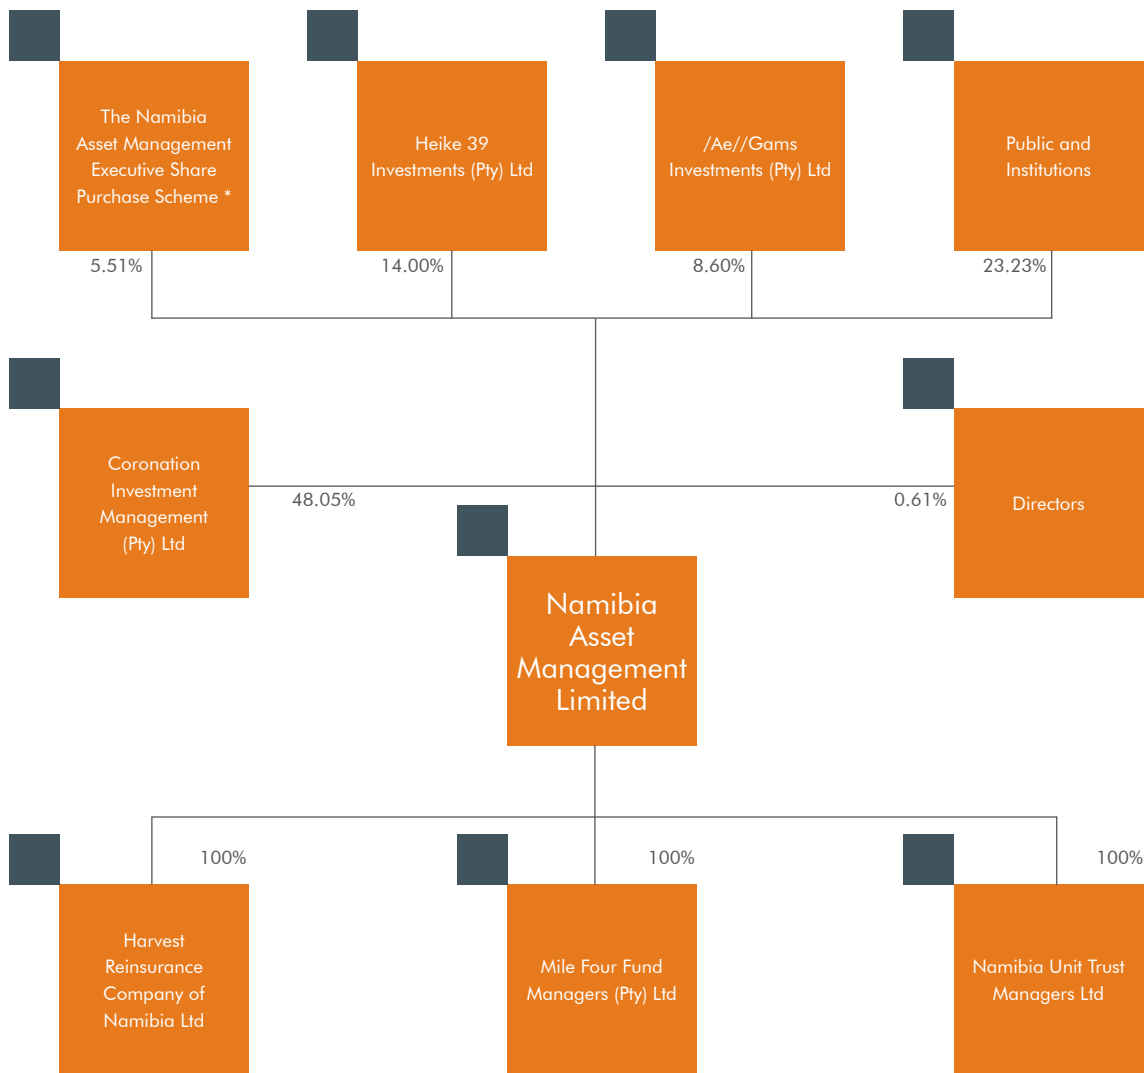 The Namibia
Asset Management
Executive Share
Purchase Scheme *
Heike 39
Investments (Pty) Ltd
/Ae//Gams
Investments (Pty) Ltd
Public and
Institutions
5.51%
14.00%
8.60%
23.23%
Coronation
Investment
Management
(Pty) Ltd
48.05%
0.61%
Directors
Namibia
Asset
Management
Limited
100%
100%
100%
Harvest
Reinsurance
Company of
Namibia Ltd
Mile Four Fund
Managers (Pty) Ltd
Namibia Unit Trust
Managers Ltd